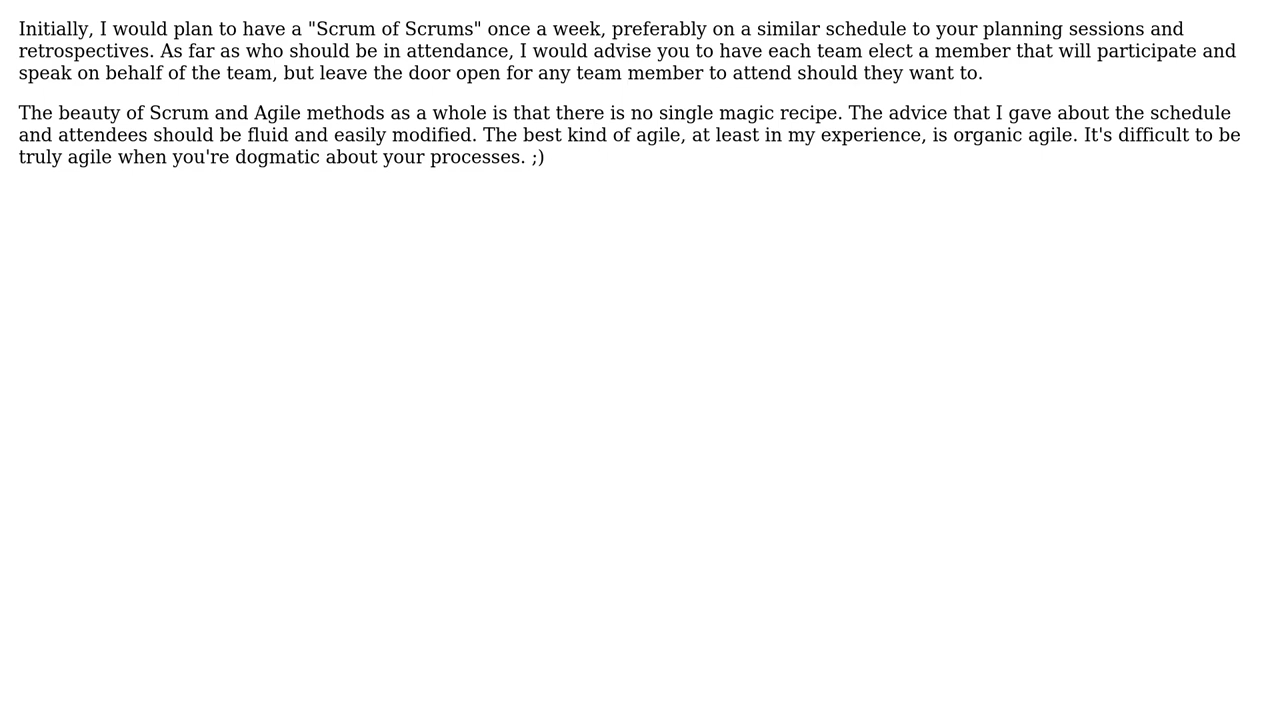 Initially, I would plan to have a "Scrum of Scrums" once a week, preferably on a similar schedule to your planning sessions and
retrospectives. As far as who should be in attendance, I would advise you to have each team elect a member that will participate and
speak on behalf of the team, but leave the door open for any team member to attend should they want to.
The beauty of Scrum and Agile methods as a whole is that there is no single magic recipe. The advice that I gave about the schedule
and attendees should be fluid and easily modified. The best kind of agile, at least in my experience, is organic agile. It's difficult to be
truly agile when you're dogmatic about your processes. ;)